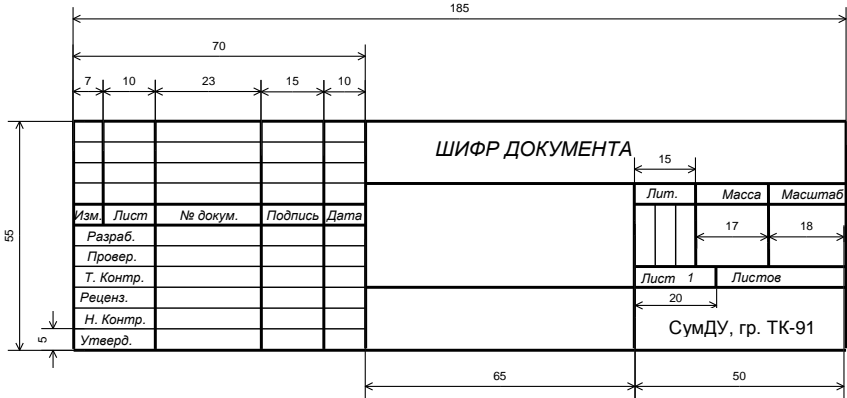 185
70
7 10 23 15 10
ШИФР ДОКУМЕНТА
15
Лит. Масса Масштаб
Изм. Лист № докум. Подпись Дата
17 18
55
Разраб.
Провер.
Т. Контр.
Лист 1 Листов
Реценз.
20
Н. Контр.
СумДУ, гр. ТК-91
5
Утверд.
65 50